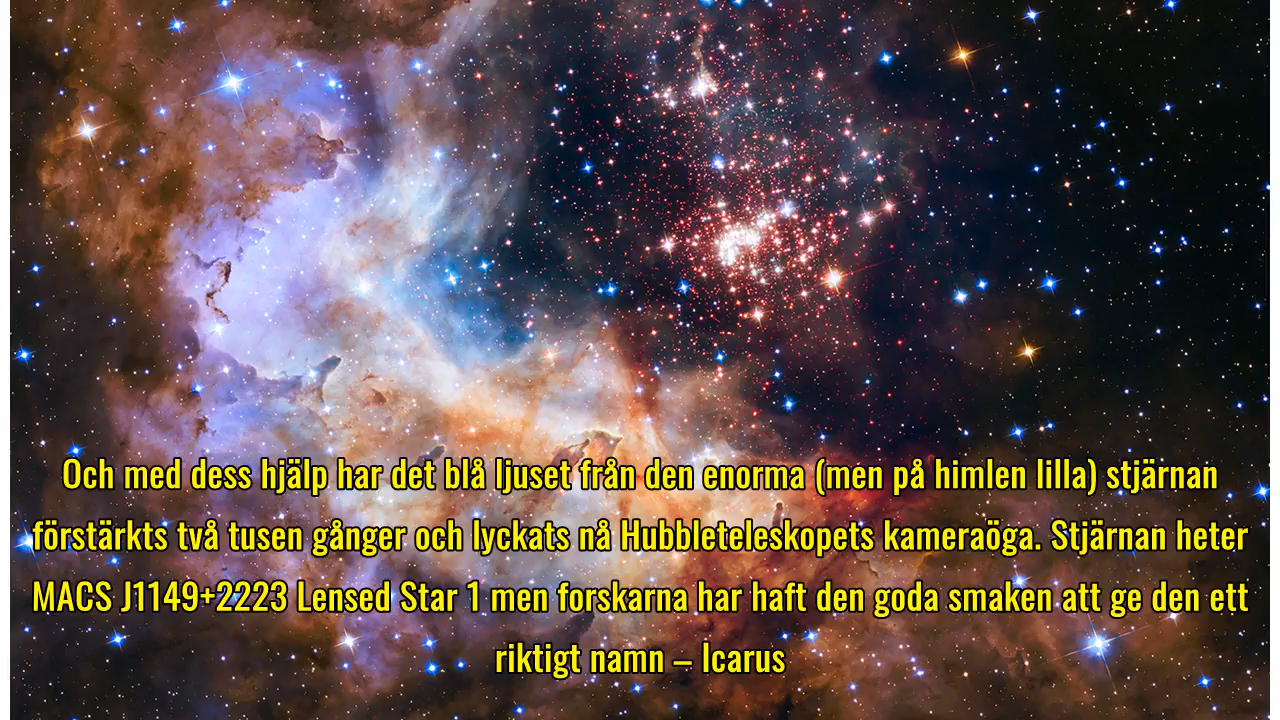 Och med dess hjälp har det blå ljuset från den enorma (men på himlen lilla) stjärnan
förstärkts två tusen gånger och lyckats nå Hubbleteleskopets kameraöga. Stjärnan heter
MACS J1149+2223 Lensed Star 1 men forskarna har haft den goda smaken att ge den ett
riktigt namn – Icarus